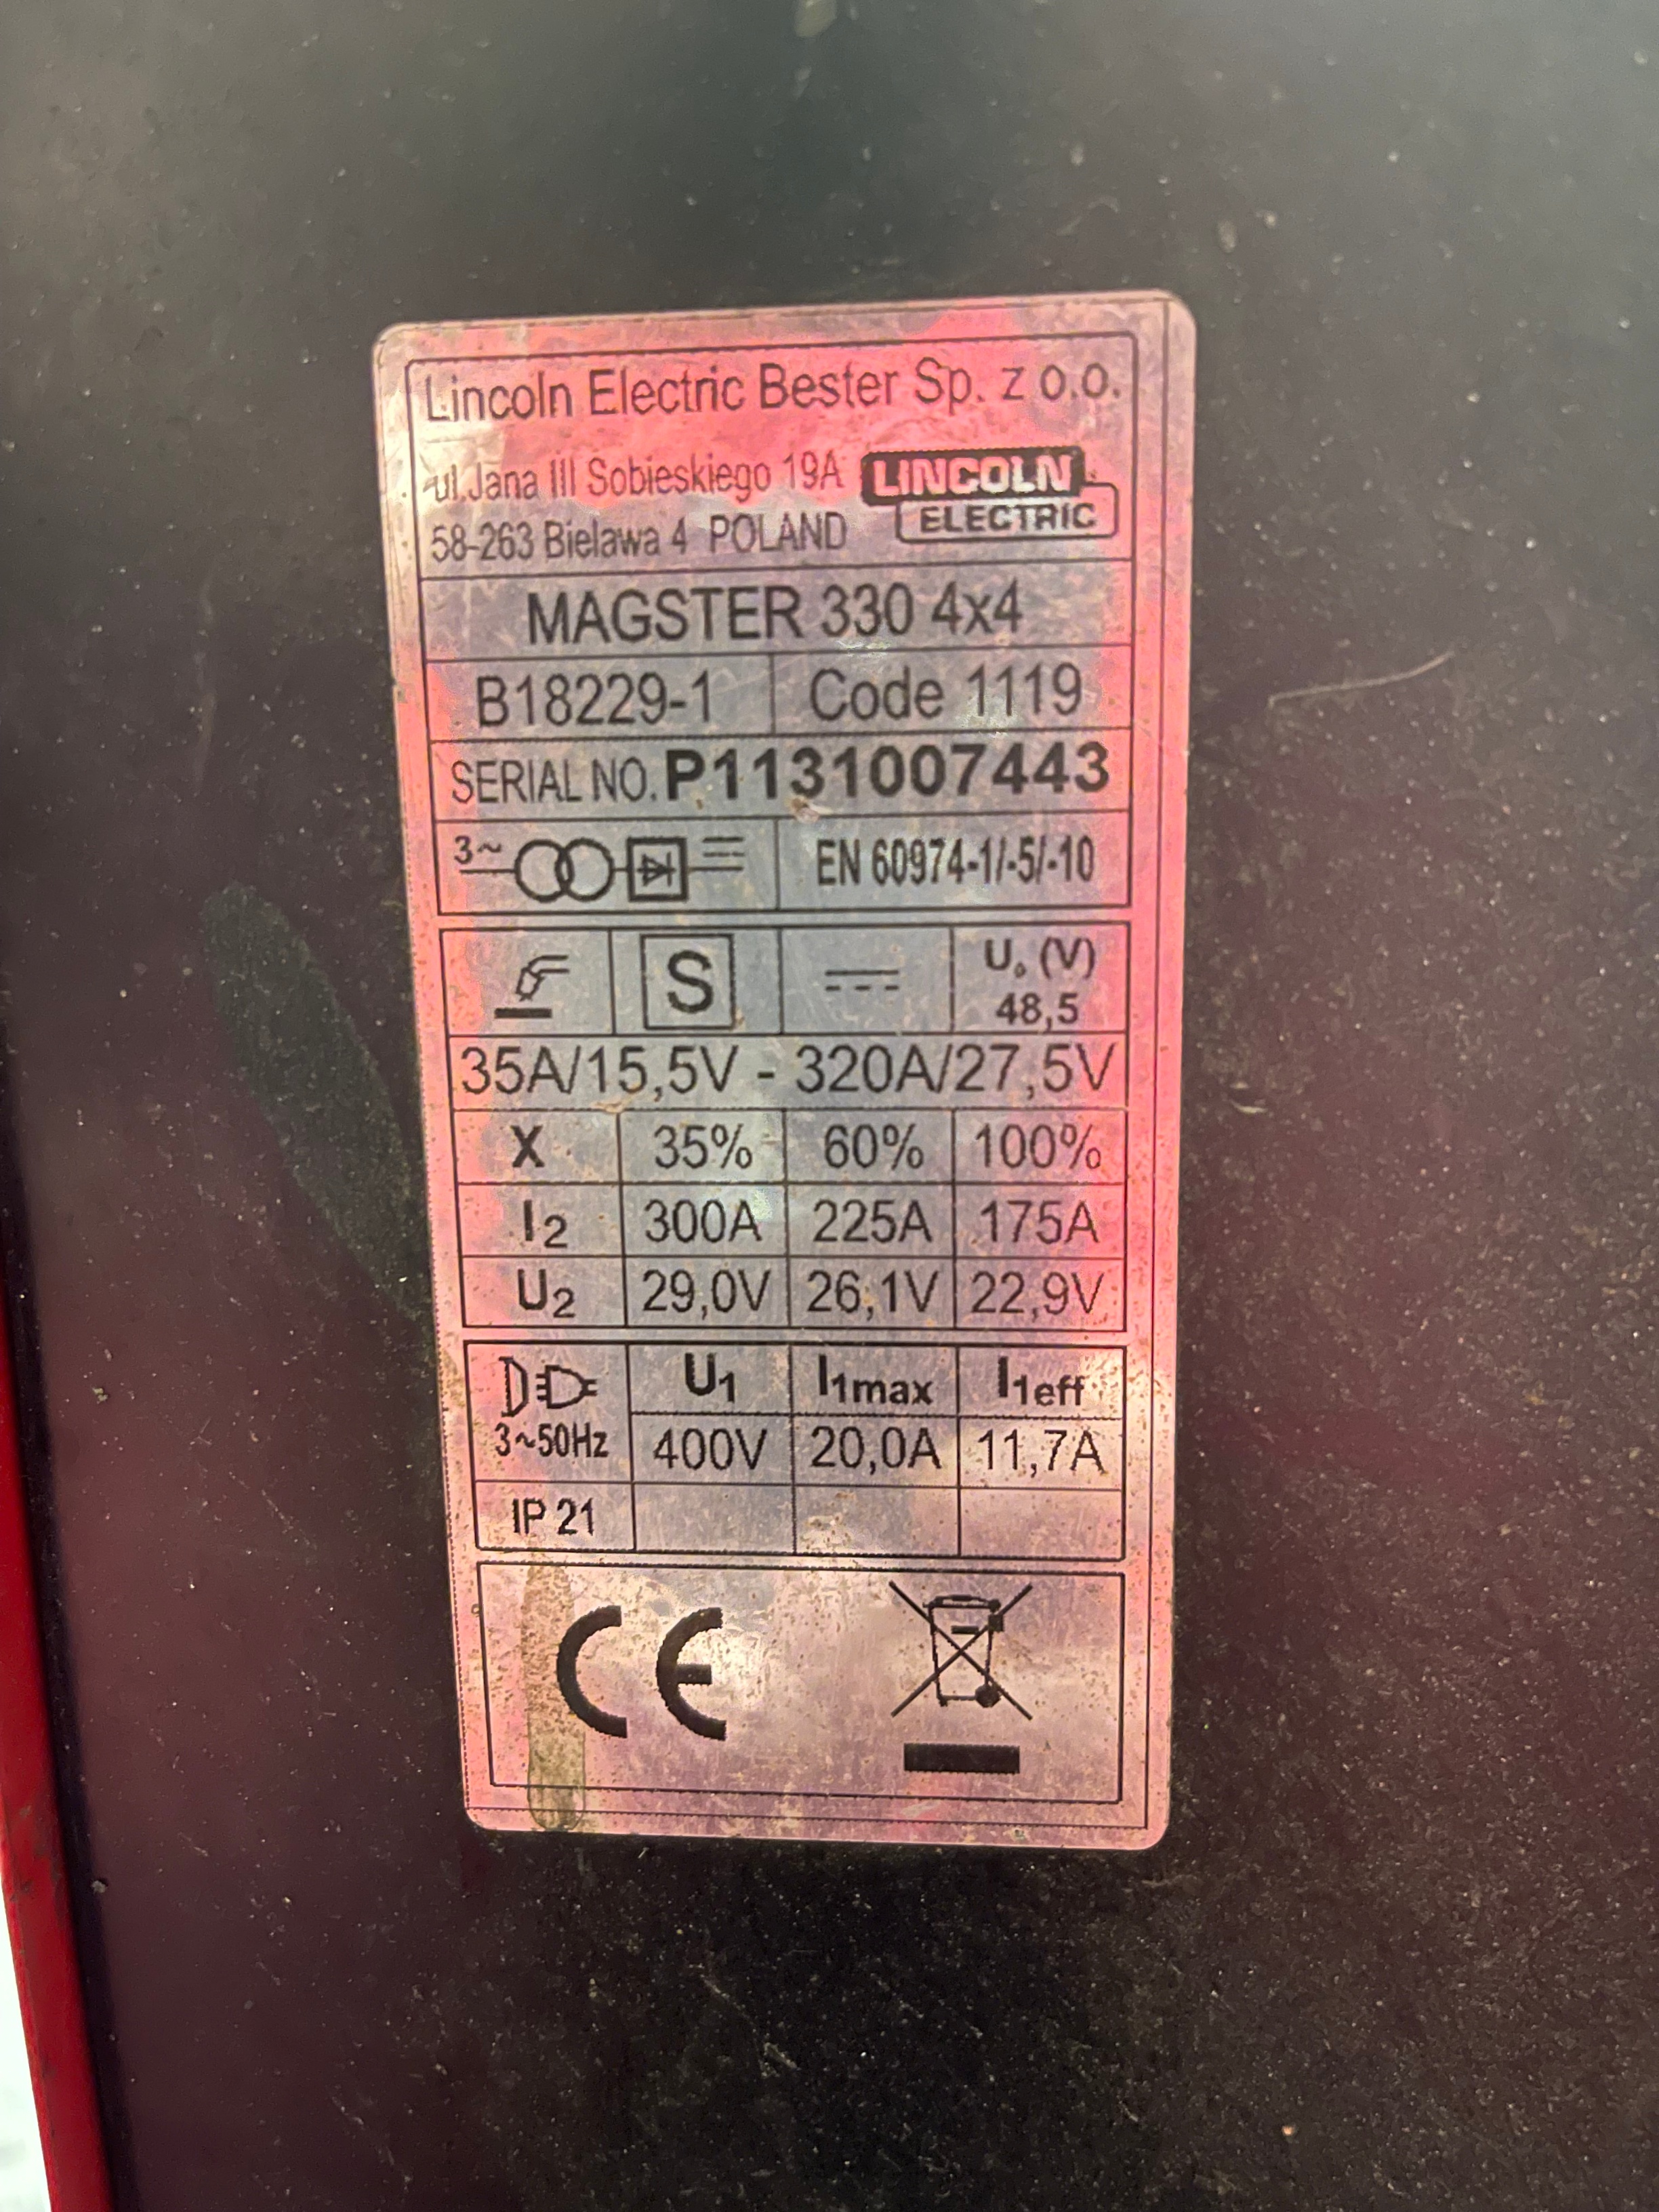 Lincoln Electric Bester Sp. z o.o.
ul.Jana III Sobieskiego 19A
58-263 Bielawa 4 POLAND
LINCOLN
ELECTRIC
MAGSTER 330 4x4
B18229-1 Code 1119
SERIAL NO. P1131007443
3~ EN 60974-1/-5/-10
S U₀ (V)
48,5
35A/15,5V - 320A/27,5V
X 35% 60% 100%
I2 300A 225A 175A
U2 29,0V 26,1V 22,9V
U1 I1max I1eff
3~50Hz 400V 20,0A 11,7A
IP 21
CE